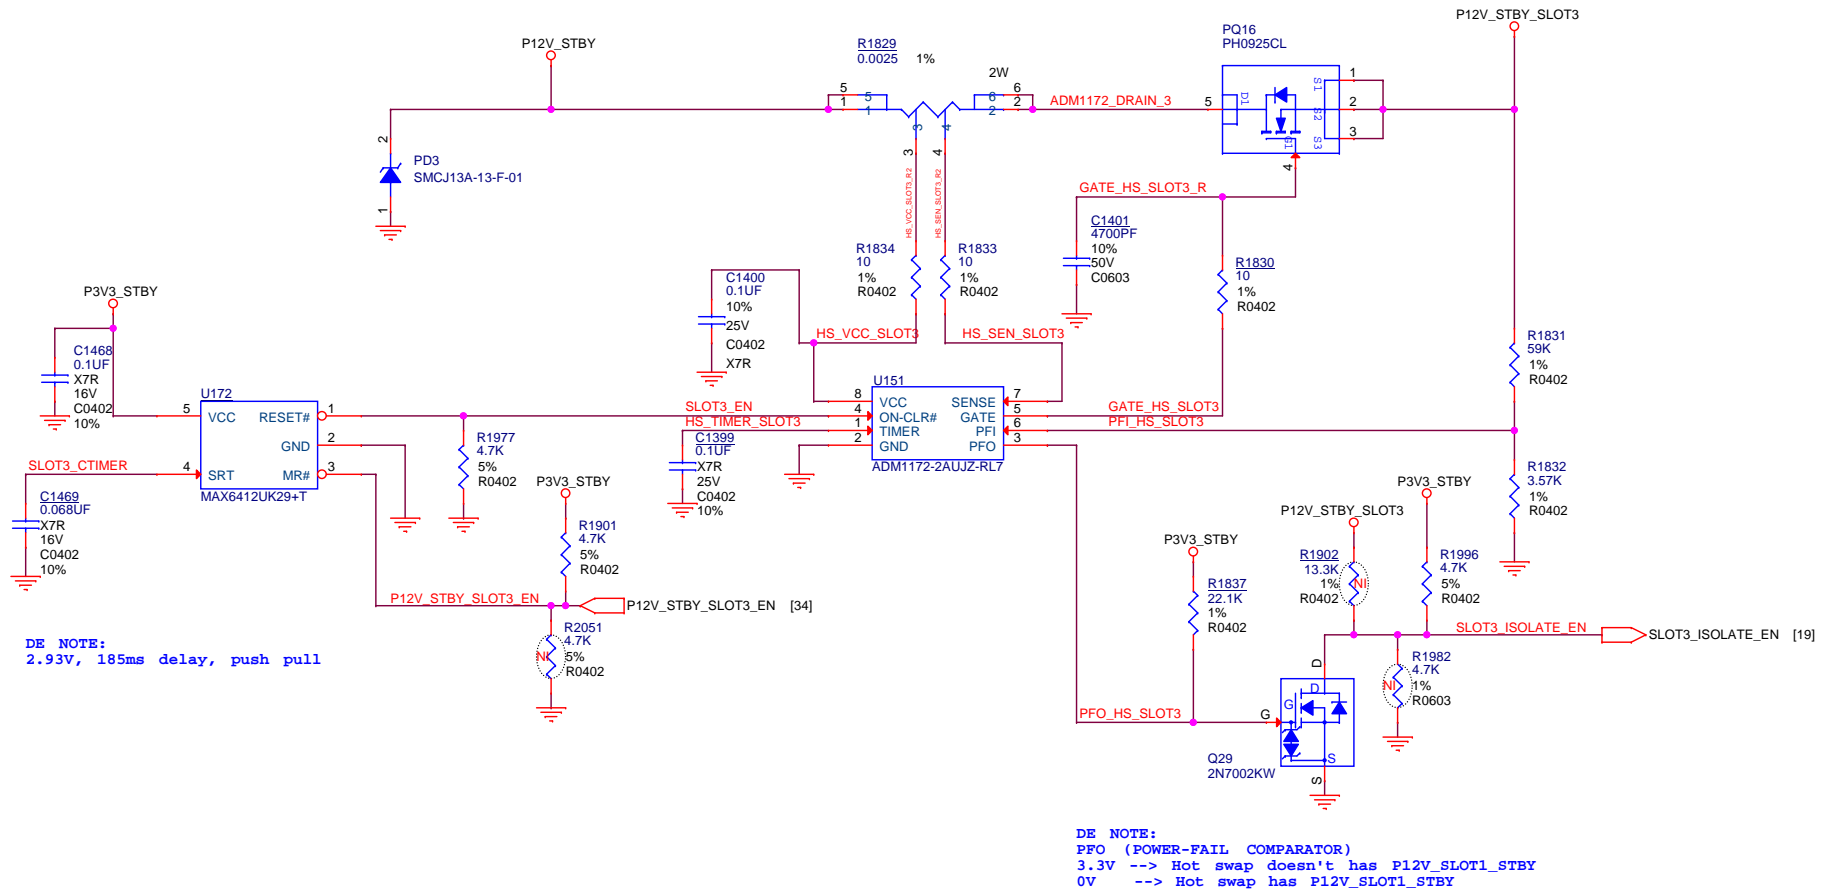 P12V_STBY_SLOT3
PQ16
PH0925CL
R1829
0.0025 1%
P12V_STBY
2W
5
5
1
1
6
6
2
2
3
4
3
4
ADM1172_DRAIN_3
5
D1
S1
S2
S3
G1
1
2
3
4
2
PD3
SMCJ13A-13-F-01
1
HS_VCC_SLOT3_R2
HS_SEN_SLOT3_R2
GATE_HS_SLOT3_R
C1401
4700PF
10%
50V
C0603
R1834
10
1%
R0402
R1833
10
1%
R0402
R1830
10
1%
R0402
C1400
0.1UF
10%
25V
C0402
X7R
P3V3_STBY
HS_VCC_SLOT3
HS_SEN_SLOT3
C1468
0.1UF
X7R
16V
C0402
10%
R1831
59K
1%
R0402
U172
5 VCC RESET# 1
GND 2
4 SRT MR# 3
MAX6412UK29+T
SLOT3_CTIMER
C1469
0.068UF
X7R
16V
C0402
10%
R1977
4.7K
5%
R0402
SLOT3_EN
HS_TIMER_SLOT3
C1399
0.1UF
X7R
25V
C0402
10%
U151
8 VCC SENSE 7
4 ON-CLR# GATE 5
1 TIMER PFI 6
2 GND PFO 3
ADM1172-2AUJZ-RL7
GATE_HS_SLOT3
PFI_HS_SLOT3
R1832
3.57K
1%
R0402
P3V3_STBY
R1901
4.7K
5%
R0402
P12V_STBY_SLOT3_EN
P12V_STBY_SLOT3_EN [34]
R2051
4.7K
NI 5%
R0402
P3V3_STBY
R1837
22.1K
1%
R0402
P12V_STBY_SLOT3
R1902
13.3K
1% NI
R0402
P3V3_STBY
R1996
4.7K
5%
R0402
SLOT3_ISOLATE_EN
SLOT3_ISOLATE_EN [19]
R1982
4.7K
NI 1%
R0603
PFO_HS_SLOT3
G
D
D
G
S
S
Q29
2N7002KW
DE NOTE:
2.93V, 185ms delay, push pull
DE NOTE:
PFO (POWER-FAIL COMPARATOR)
3.3V --> Hot swap doesn't has P12V_SLOT1_STBY
0V --> Hot swap has P12V_SLOT1_STBY